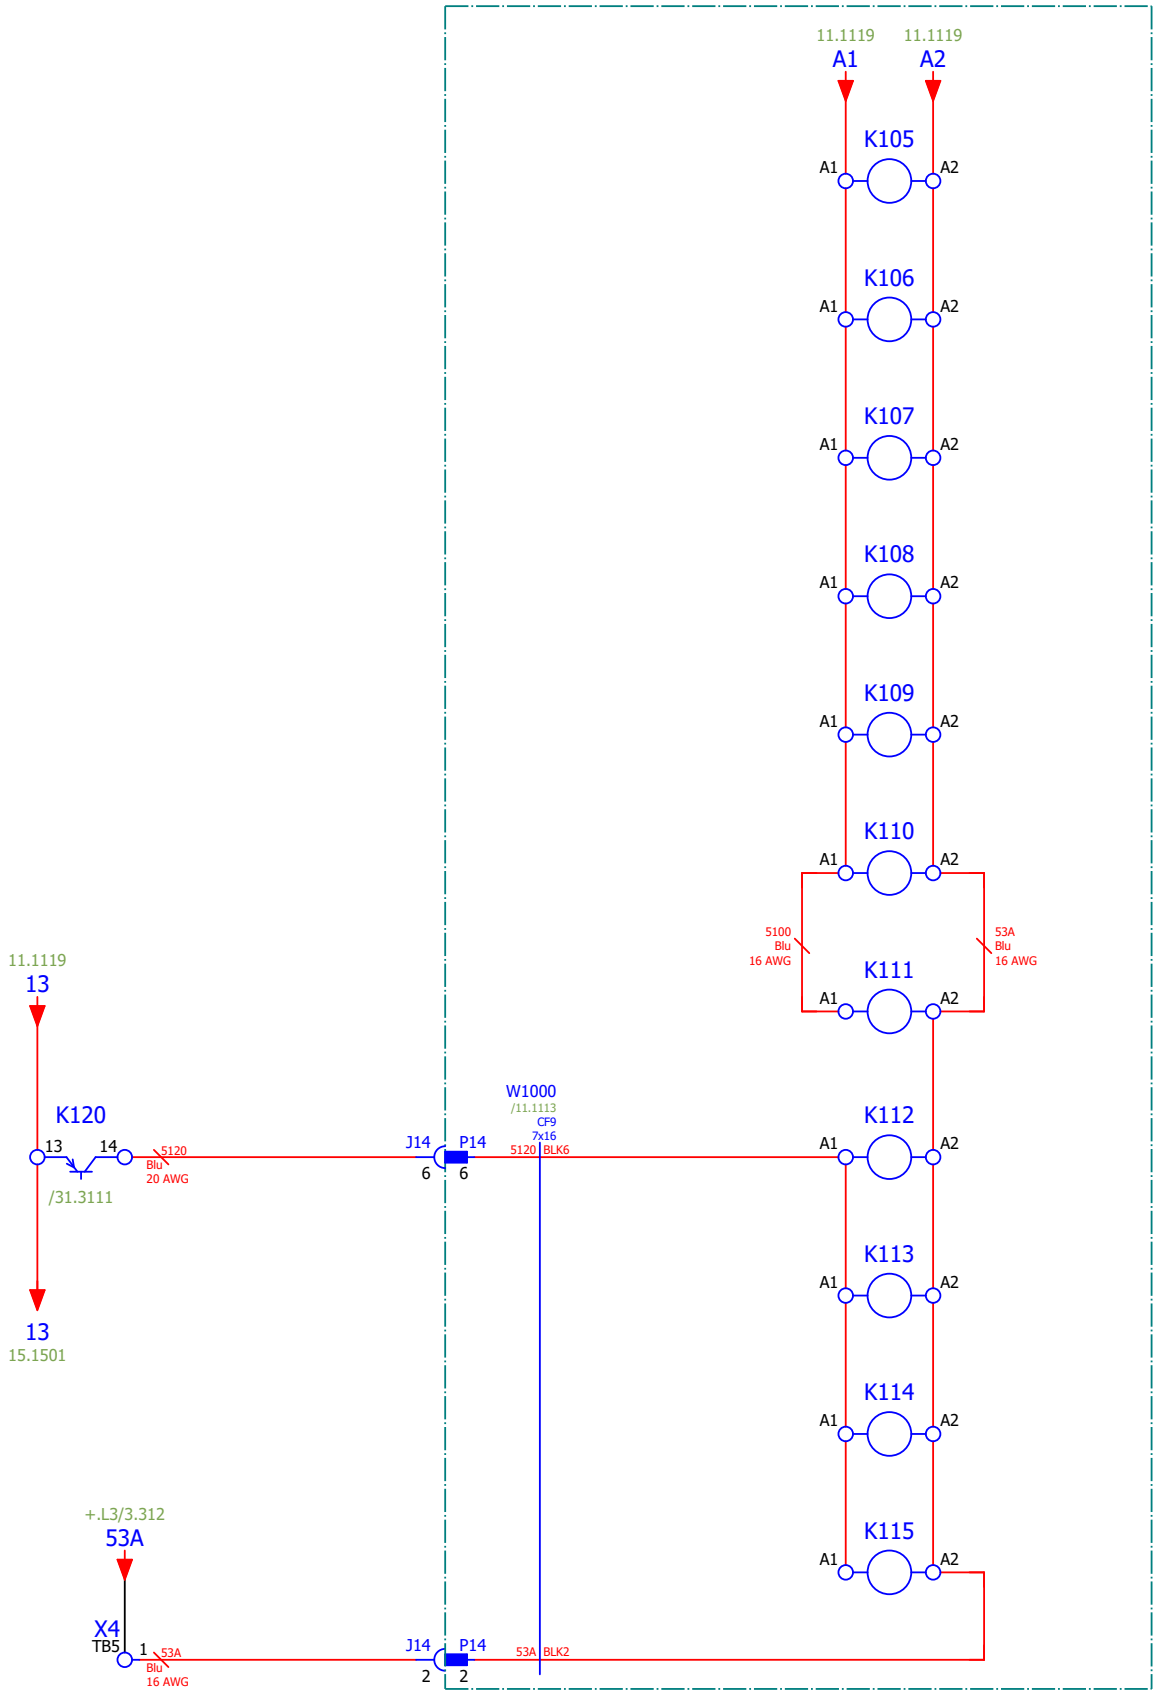 11.1119 11.1119
A1 A2
K105
A1 A2
K106
A1 A2
K107
A1 A2
K108
A1 A2
K109
A1 A2
K110
A1 A2
5100
Blu
16 AWG
53A
Blu
16 AWG
K111
A1 A2
11.1119
13
K120
13 14
/31.3111
5120
Blu
20 AWG
J14 P14
6 6
W1000
/11.1113
CF9
7x16
5120 BLK6
K112
A1 A2
K113
A1 A2
13
15.1501
K114
A1 A2
K115
A1 A2
+.L3/3.312
53A
X4
TB5 1
53A
Blu
16 AWG
J14 P14
2 2
53A BLK2